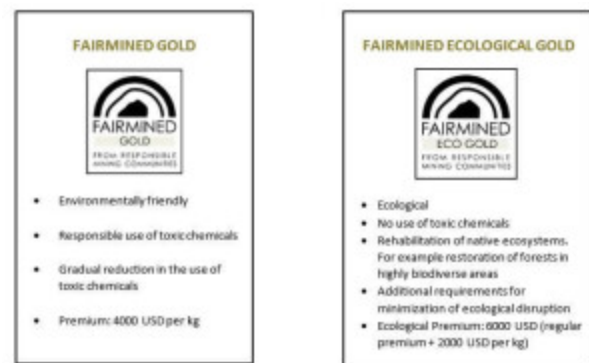 FAIRMINED GOLD
FAIRMINED
GOLD
FROM RESPONSIBLE
MINING COMMUNITIES
• Environmentally friendly
• Responsible use of toxic chemicals
• Gradual reduction in the use of
toxic chemicals
• Premium: 4000 USD per kg
FAIRMINED ECOLOGICAL GOLD
FAIRMINED
ECO GOLD
FROM RESPONSIBLE
MINING COMMUNITIES
• Ecological
• No use of toxic chemicals
• Rehabilitation of native ecosystems.
For example restoration of forests in
highly biodiverse areas
• Additional requirements for
minimization of ecological disruption
• Ecological Premium: 6000 USD (regular
premium + 2000 USD per kg)